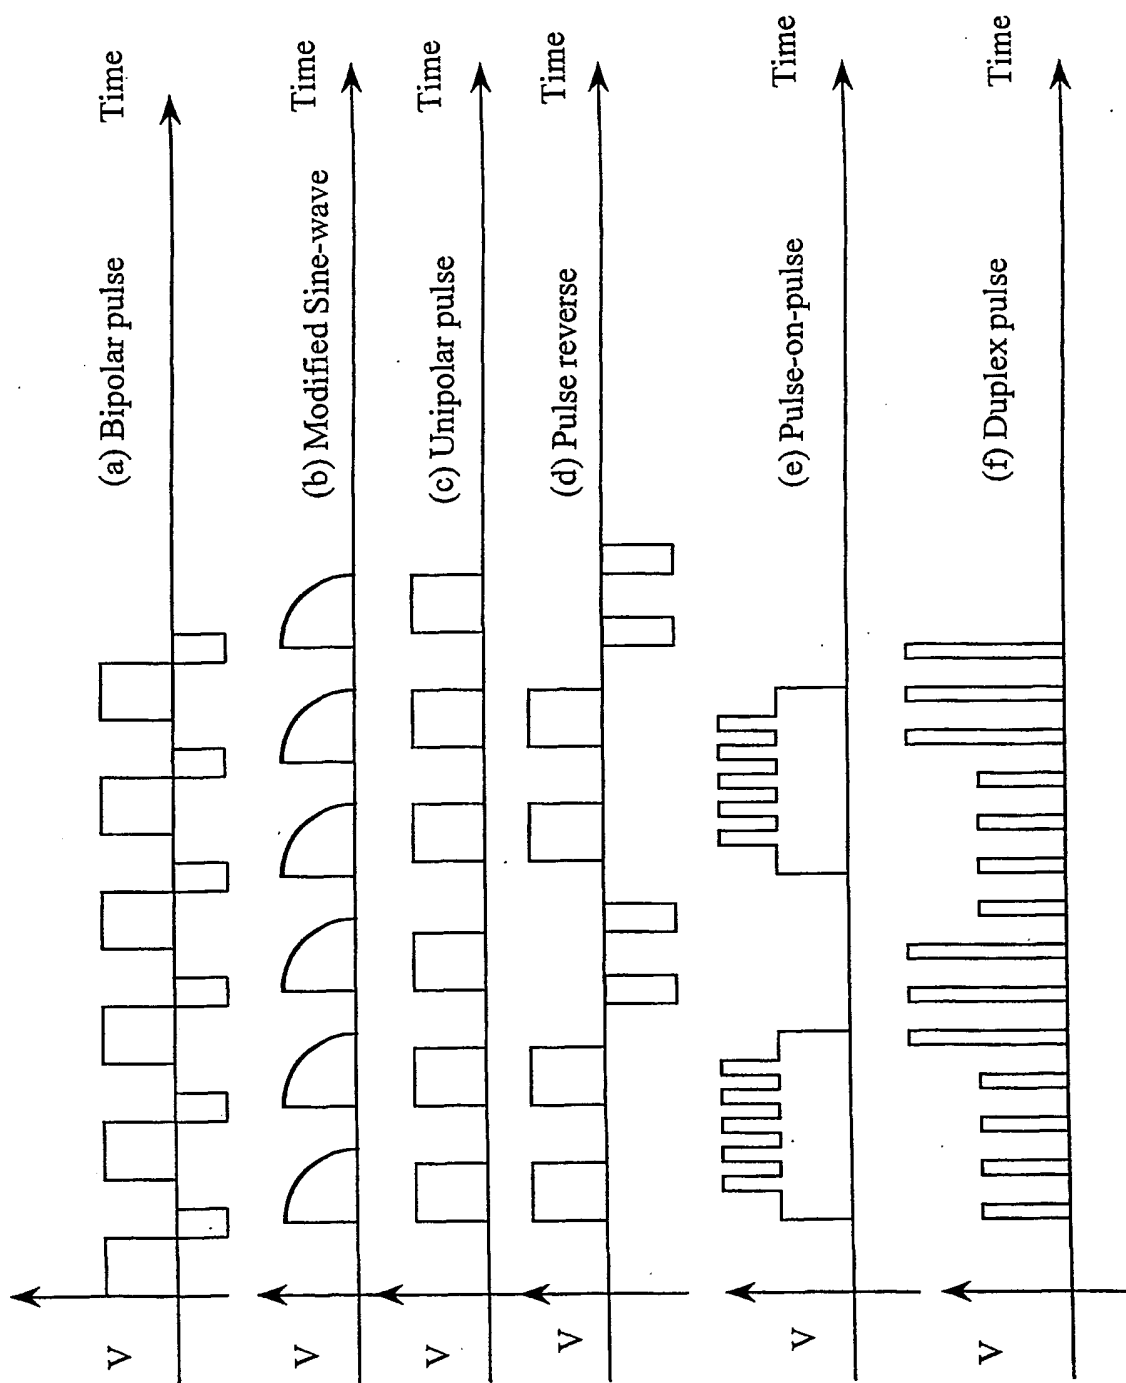 V
(a) Bipolar pulse
Time
V
(b) Modified Sine-wave
Time
V
(c) Unipolar pulse
Time
V
(d) Pulse reverse
Time
V
(e) Pulse-on-pulse
Time
V
(f) Duplex pulse
Time